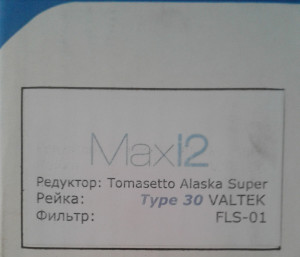 Maxi2
Редуктор: Tomasetto Alaska Super
Рейка: Type 30 VALTEK
Фильтр: FLS-01